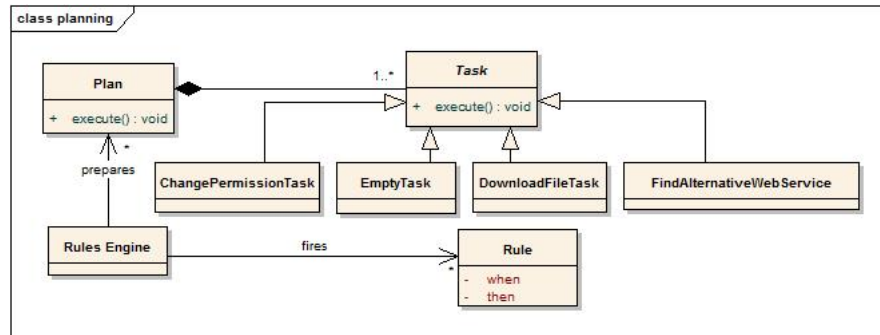 class planning
Plan
+ execute() : void
1..*
Task
+ execute() : void
*
prepares
ChangePermissionTask
EmptyTask
DownloadFileTask
FindAlternativeWebService
Rules Engine
fires
*
Rule
- when
- then